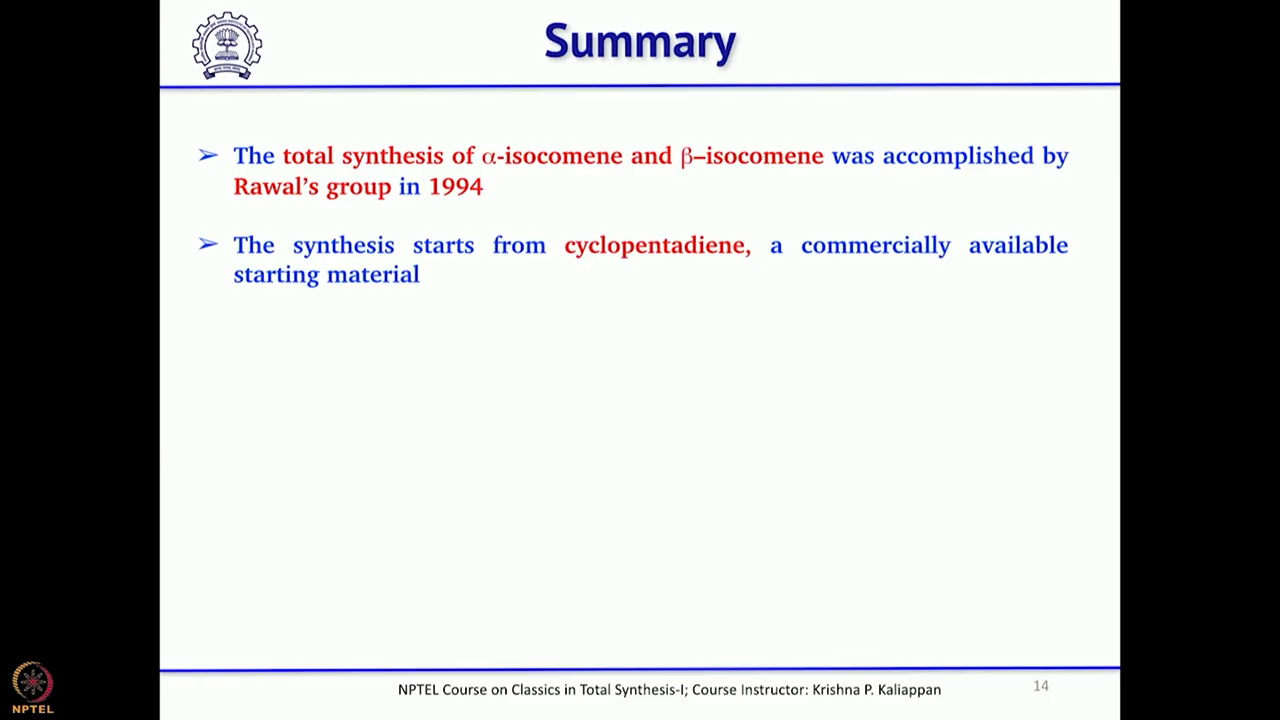 Summary
➢ The total synthesis of α-isocomene and β–isocomene was accomplished by
Rawal’s group in 1994
➢ The synthesis starts from cyclopentadiene, a commercially available
starting material
NPTEL
NPTEL Course on Classics in Total Synthesis-I; Course Instructor: Krishna P. Kaliappan
14